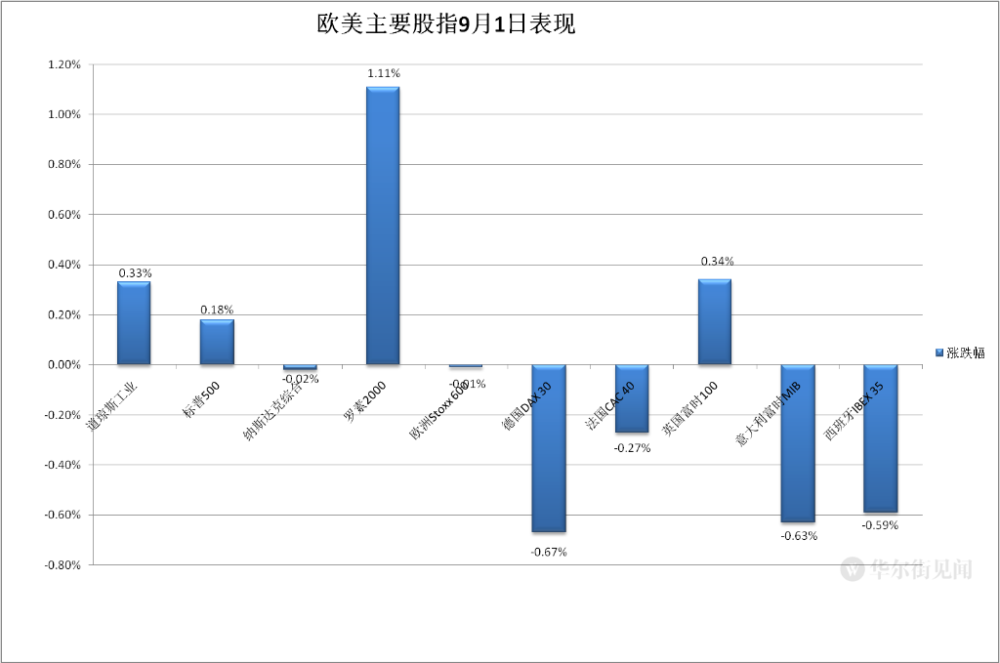 欧美主要股指9月1日表现
1.20%
1.00%
0.80%
0.60%
0.40%
0.20%
0.00%
-0.20%
-0.40%
-0.60%
-0.80%
0.33%
0.18%
-0.02%
1.11%
-0.01%
-0.67%
-0.27%
0.34%
-0.63%
-0.59%
道琼斯工业
标普500
纳斯达克综合
罗素2000
欧洲Stoxx 600
德国DAX 30
法国CAC 40
英国富时100
意大利富时MIB
西班牙IBEX 35
涨跌幅
华尔街见闻